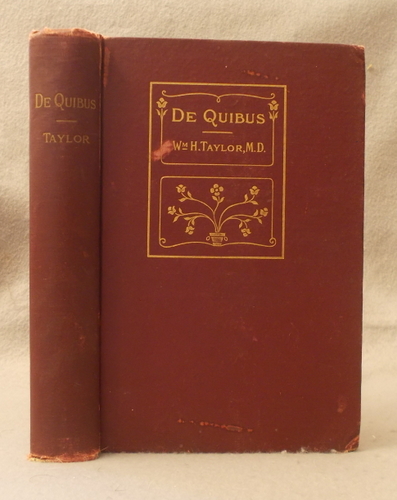 De Quibus
Taylor
De Quibus
Wm H. Taylor, M.D.